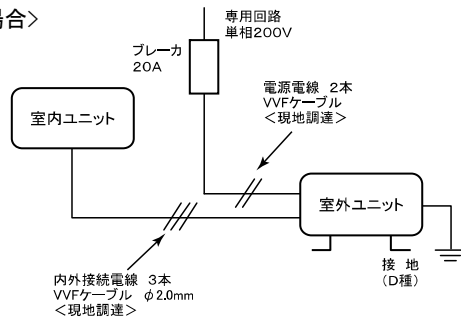 場合>
専用回路
単相200V
ブレーカ
20A
電源電線 2本
VVFケーブル
<現地調達>
室内ユニット
室外ユニット
接 地
(D種)
内外接続電線 3本
VVFケーブル φ2.0mm
<現地調達>